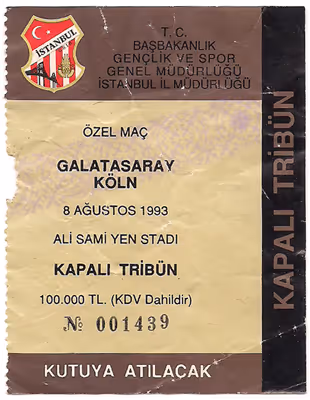 İSTANBUL
T. C.
BAŞBAKANLIK
GENÇLİK VE SPOR
GENEL MÜDÜRLÜĞÜ
İSTANBUL İL MÜDÜRLÜĞÜ
ÖZEL MAÇ
GALATASARAY
KÖLN
8 AĞUSTOS 1993
ALİ SAMİ YEN STADI
KAPALI TRİBÜN
100.000 TL. (KDV Dahildir)
№ 001439
KUTUYA ATILAÇAK
KAPALI TRİBÜN